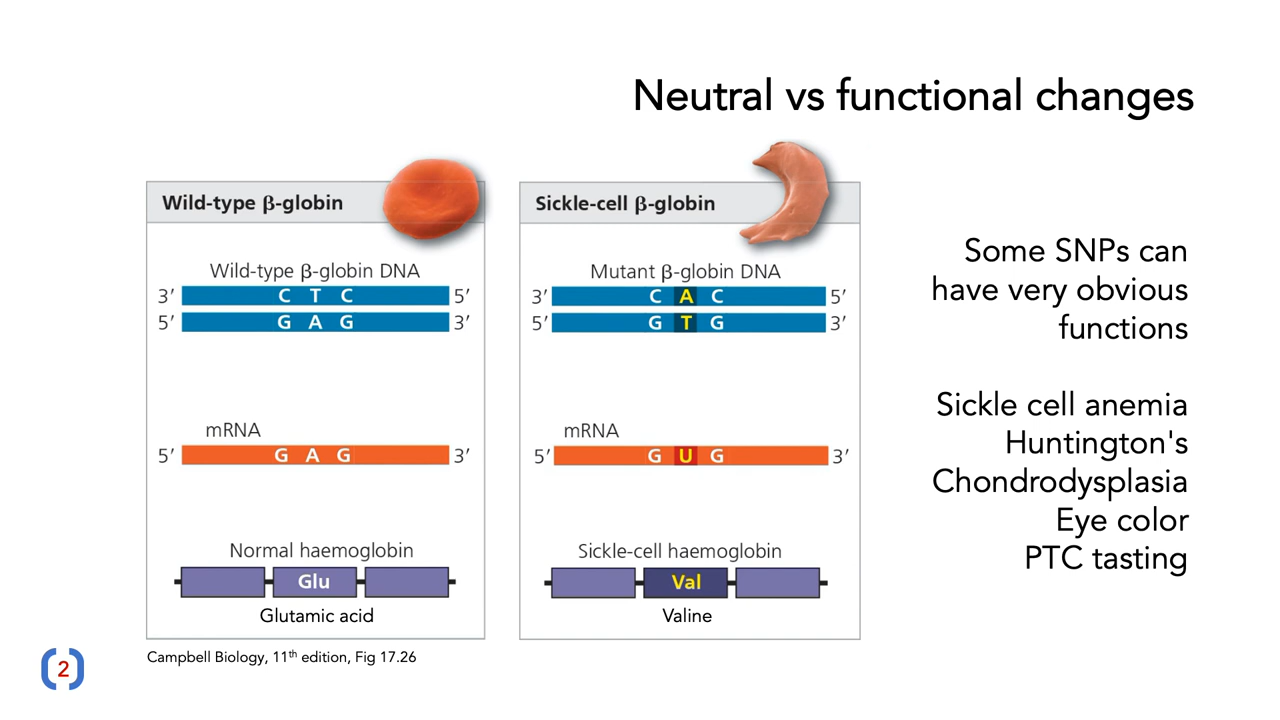 Neutral vs functional changes
Wild-type β-globin
Wild-type β-globin DNA
3′ C T C 5′
5′ G A G 3′
mRNA
5′ G A G 3′
Normal haemoglobin
Glu
Glutamic acid
Sickle-cell β-globin
Mutant β-globin DNA
3′ C A C 5′
5′ G T G 3′
mRNA
5′ G U G 3′
Sickle-cell haemoglobin
Val
Valine
Some SNPs can
have very obvious
functions
Sickle cell anemia
Huntington's
Chondrodysplasia
Eye color
PTC tasting
Campbell Biology, 11th edition, Fig 17.26
2